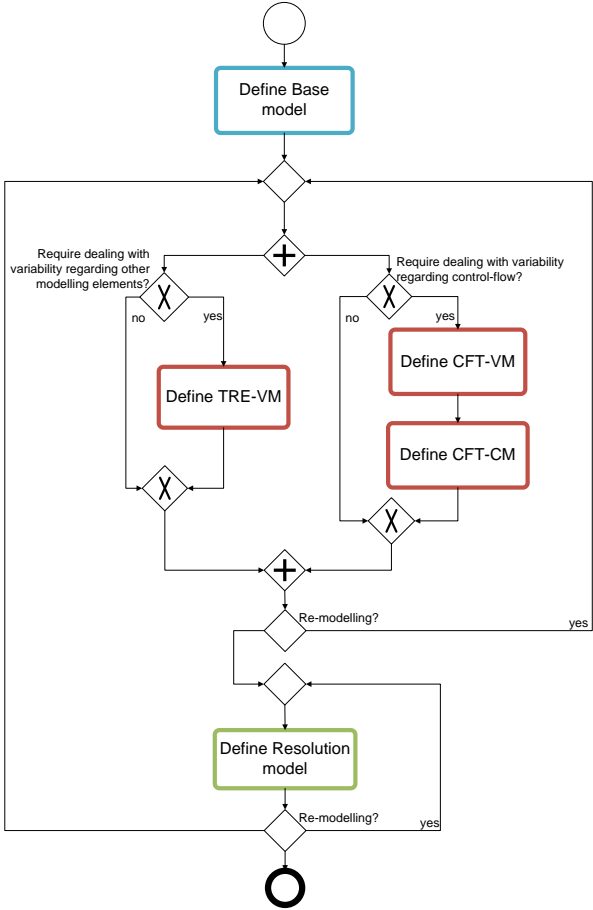 Define Base
model
Require dealing with
variability regarding other
modelling elements?
Require dealing with variability
regarding control-flow?
no
yes
no
yes
Define TRE-VM
Define CFT-VM
Define CFT-CM
Re-modelling?
yes
Define Resolution
model
Re-modelling?
yes